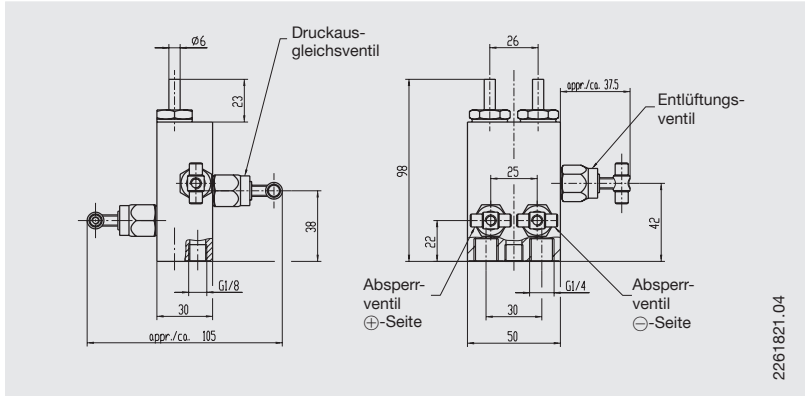 Druckaus-
gleichsventil
Ø6
23
38
G1/8
30
appr./ca. 105
26
appr./ca. 37.5
Entlüftungs-
ventil
98
25
42
22
Absperr-
ventil
⊕-Seite
G1/4
30
50
Absperr-
ventil
⊖-Seite
2261821.04